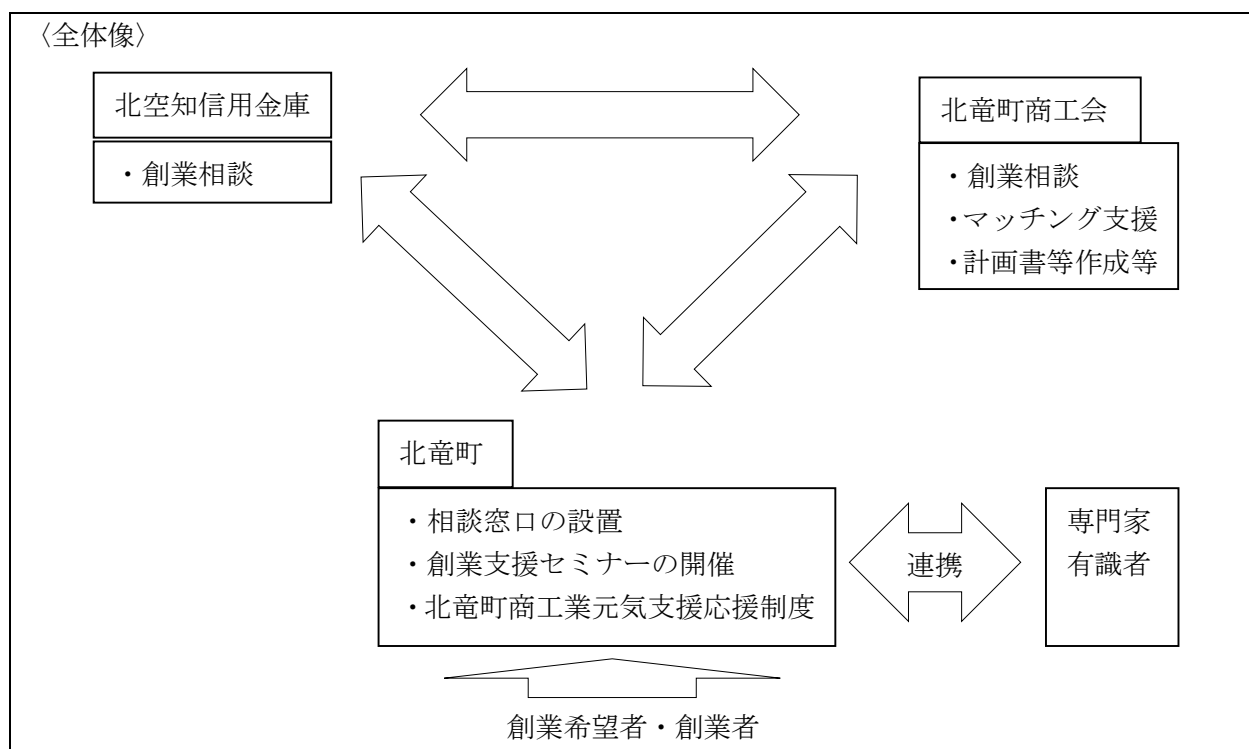 〈全体像〉
北空知信用金庫
・創業相談
北竜町商工会
・創業相談
・マッチング支援
・計画書等作成等
北竜町
・相談窓口の設置
・創業支援セミナーの開催
・北竜町商工業元気支援応援制度
連携
専門家
有識者
創業希望者・創業者